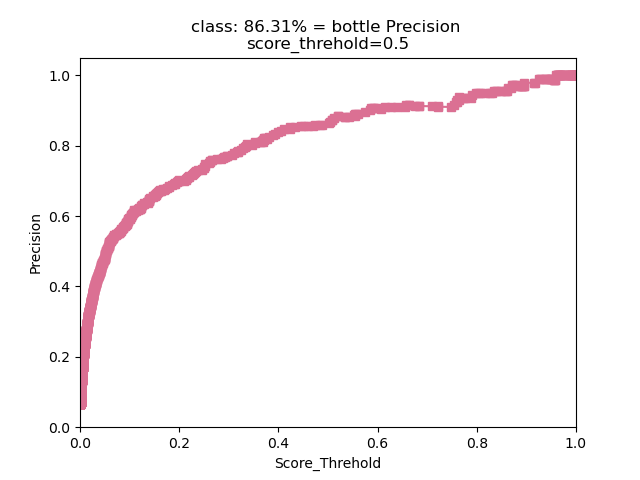 class: 86.31% = bottle Precision
score_threhold=0.5
1.0
0.8
0.6
0.4
0.2
0.0
Precision
0.0 0.2 0.4 0.6 0.8 1.0
Score_Threhold